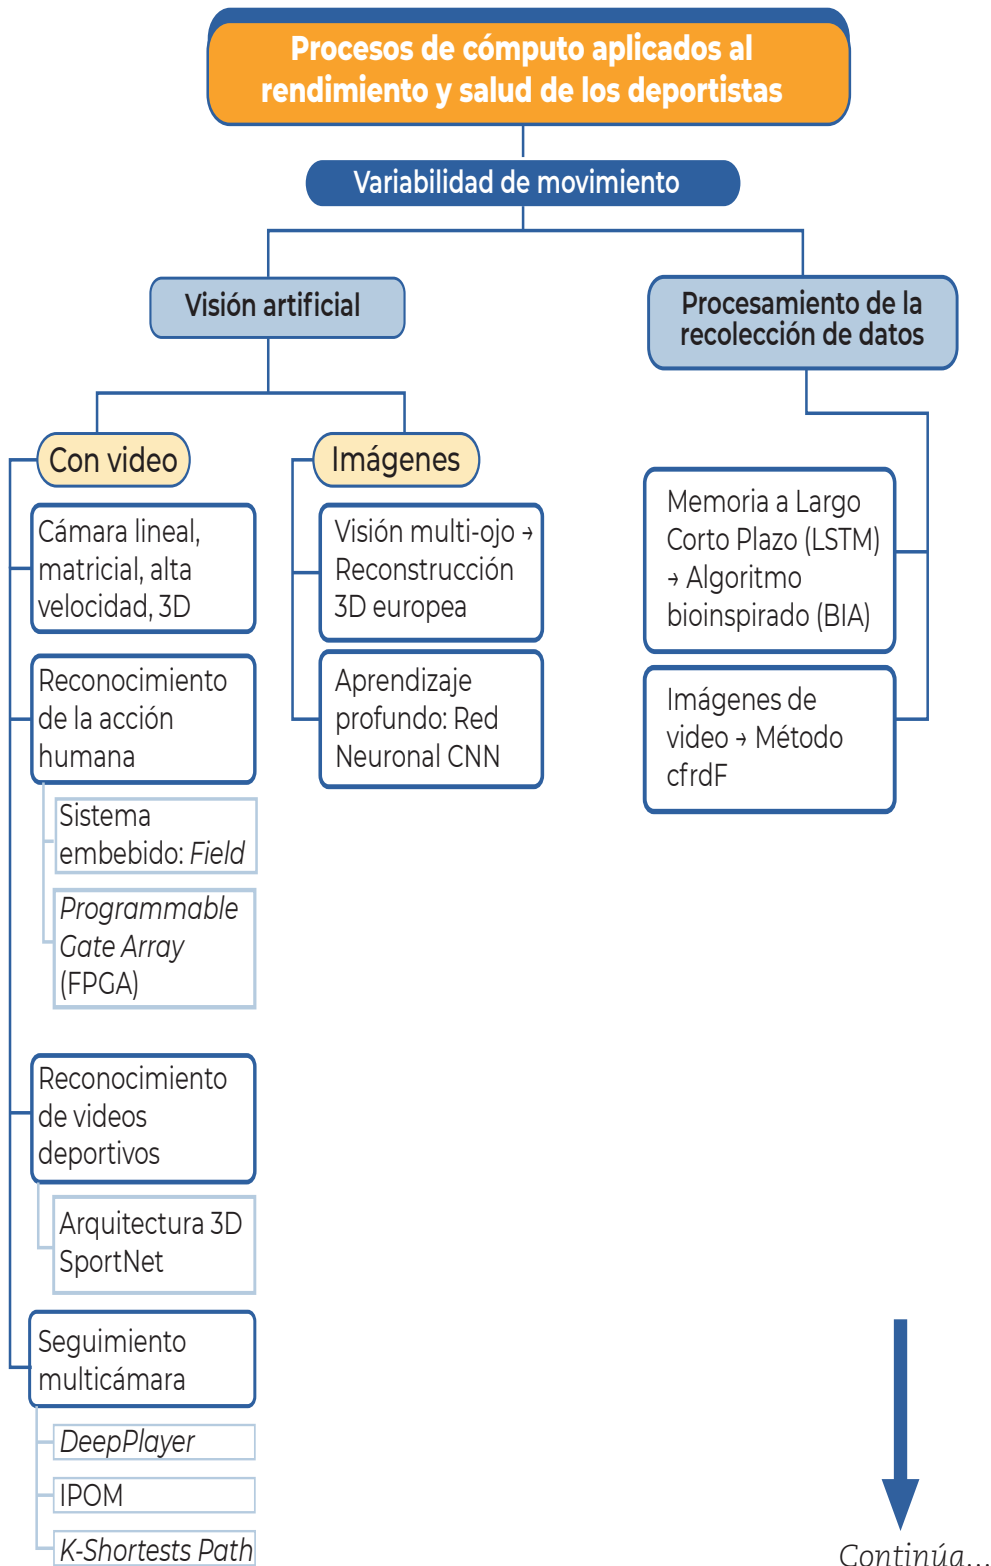 Procesos de cómputo aplicados al
rendimiento y salud de los deportistas
Variabilidad de movimiento
Visión artificial
Con video
Cámara lineal,
matricial, alta
velocidad, 3D
Reconocimiento
de la acción
humana
Sistema
embebido: Field
Programmable
Gate Array
(FPGA)
Reconocimiento
de videos
deportivos
Arquitectura 3D
SportNet
Seguimiento
multicámara
DeepPlayer
IPOM
K-Shortests Path
Imágenes
Visión multi-ojo →
Reconstrucción
3D europea
Aprendizaje
profundo: Red
Neuronal CNN
Procesamiento de la
recolección de datos
Memoria a Largo
Corto Plazo (LSTM)
→ Algoritmo
bioinspirado (BIA)
Imágenes de
video → Método
cfrdF
Continúa...